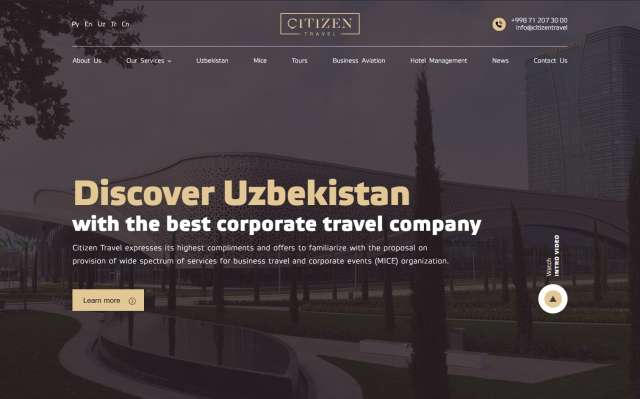 Ру En Uz Tr Cn
CITIZEN
TRAVEL
+998 71 207 30 00
info@citizentravel
About Us Our Services Uzbekistan Mice Tours Business Aviation Hotel Management News Contact Us
Discover Uzbekistan
with the best corporate travel company
Citizen Travel expresses its highest compliments and offers to familiarize with the proposal on
provision of wide spectrum of services for business travel and corporate events (MICE) organization.
Learn more
Watch
INTRO VIDEO